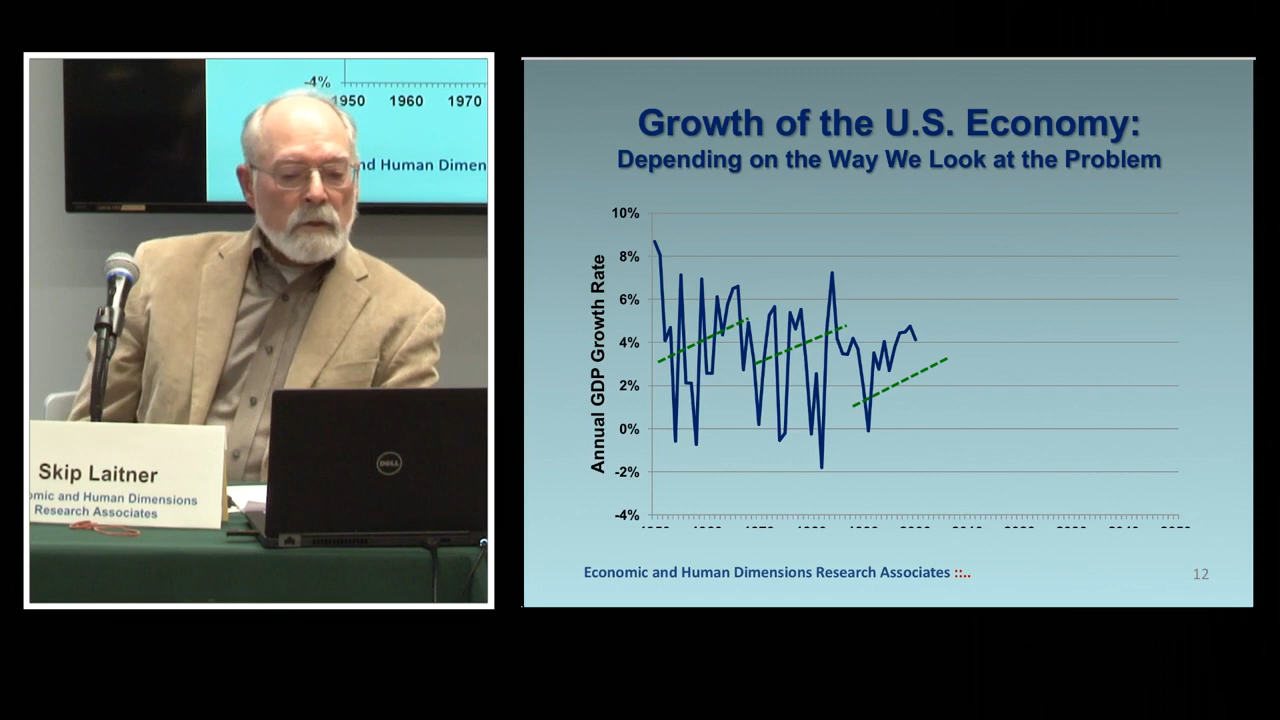 -4%
1950 1960 1970
nd Human Dimen
DELL
Skip Laitner
omic and Human Dimensions
Research Associates
Growth of the U.S. Economy:
Depending on the Way We Look at the Problem
Annual GDP Growth Rate
10%
8%
6%
4%
2%
0%
-2%
-4%
Economic and Human Dimensions Research Associates ::..
12